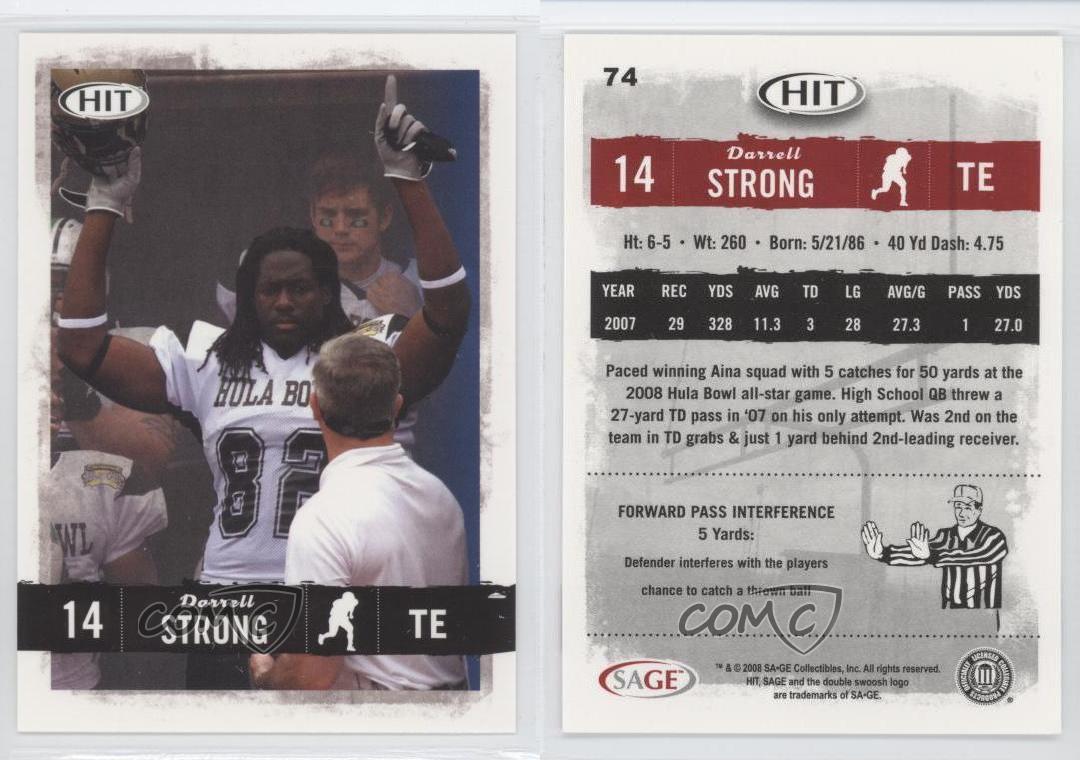 HIT
HULA BO
82
WL
14
Darrell
STRONG
TE
COMC
74
HIT
14
Darrell
STRONG
TE
Ht: 6-5 • Wt: 260 • Born: 5/21/86 • 40 Yd Dash: 4.75
YEAR REC YDS AVG TD LG AVG/G PASS YDS
2007 29 328 11.3 3 28 27.3 1 27.0
Paced winning Aina squad with 5 catches for 50 yards at the
2008 Hula Bowl all-star game. High School QB threw a
27-yard TD pass in '07 on his only attempt. Was 2nd on the
team in TD grabs & just 1 yard behind 2nd-leading receiver.
FORWARD PASS INTERFERENCE
5 Yards:
Defender interferes with the players
chance to catch a thrown ball
COMC
SAGE
™ & © 2008 SA•GE Collectibles, Inc. All rights reserved.
HIT, SAGE and the double swoosh logo
are trademarks of SA•GE.
OFFICIALLY LICENSED COLLEGIATE PRODUCTS